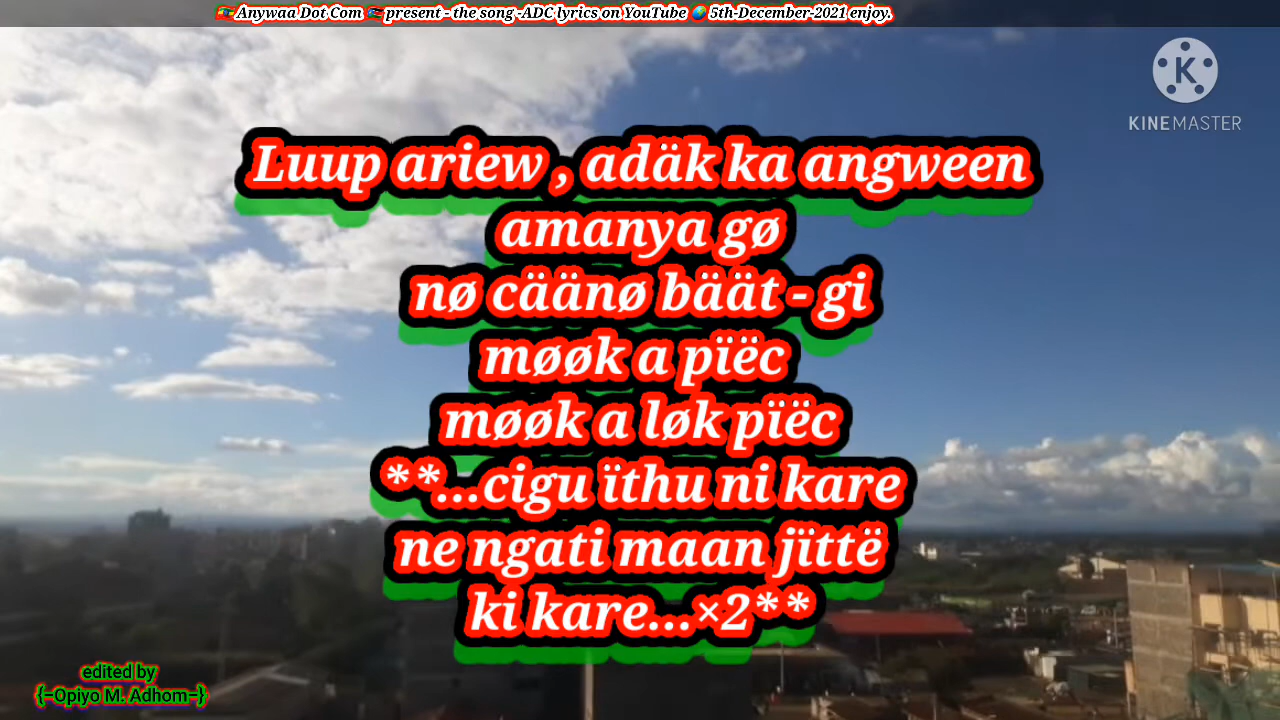 🇪🇹Anywaa Dot Com 🇸🇸present - the song -ADC lyrics on YouTube 🌍 5th-December-2021 enjoy.
K
KINEMASTER
Luup ariew , adäk ka angween
amanya gø
nø cäänø däät - gi
møøk a pïëc
møøk a løk pïëc
**...cigu ïthu ni kare
ne ngati maan jïttë
ki kare...×2**
edited by
{~Opiyo M. Adhom~}